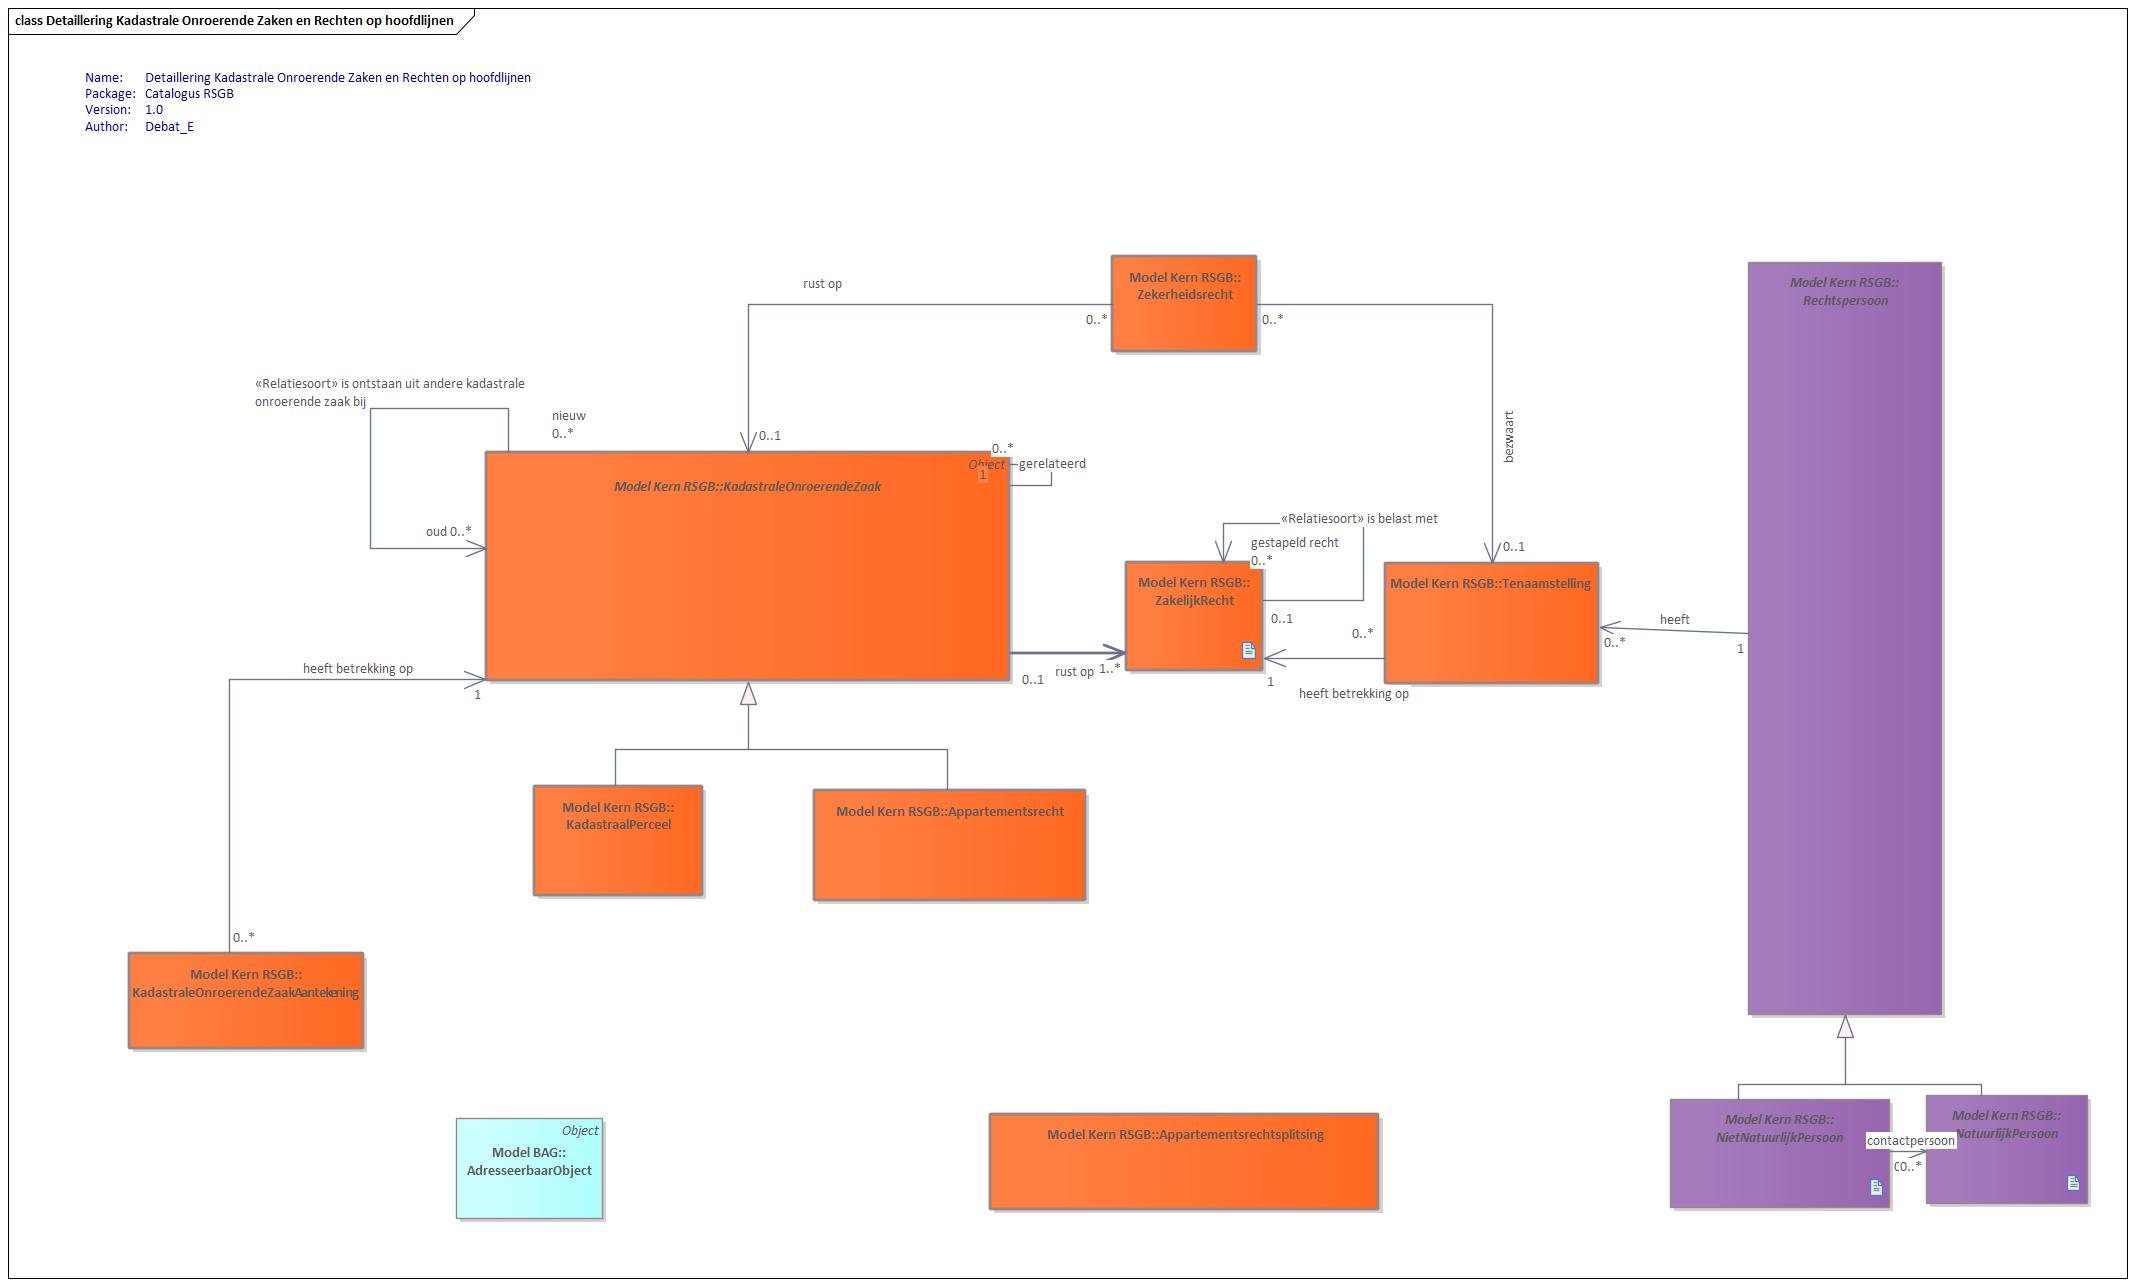 class Detaillering Kadastrale Onroerende Zaken en Rechten op hoofdlijnen
Name: Detaillering Kadastrale Onroerende Zaken en Rechten op hoofdlijnen
Package: Catalogus RSGB
Version: 1.0
Author: Debat_E
Model Kern RSGB::
Zekerheidsrecht
rust op
0..*
0..*
Model Kern RSGB::
Rechtspersoon
«Relatiesoort» is ontstaan uit andere kadastrale
onroerende zaak bij
nieuw
0..*
0..1
bezwaart
0..*
Object
gerelateerd
1
Model Kern RSGB::KadastraleOnroerendeZaak
oud 0..*
«Relatiesoort» is belast met
gestapeld recht
0..*
0..1
Model Kern RSGB::
ZakelijkRecht
Model Kern RSGB::Tenaamstelling
0..1
0..*
heeft
0..*
1
heeft betrekking op
1
0..1
rust op
1..*
1
heeft betrekking op
Model Kern RSGB::
KadastraalPerceel
Model Kern RSGB::Appartementsrecht
0..*
Model Kern RSGB::
KadastraleOnroerendeZaakAantekening
Object
Model BAG::
AdresseerbaarObject
Model Kern RSGB::Appartementsrechtsplitsing
Model Kern RSGB::
NietNatuurlijkPersoon
Model Kern RSGB::
NatuurlijkPersoon
contactpersoon
0..*